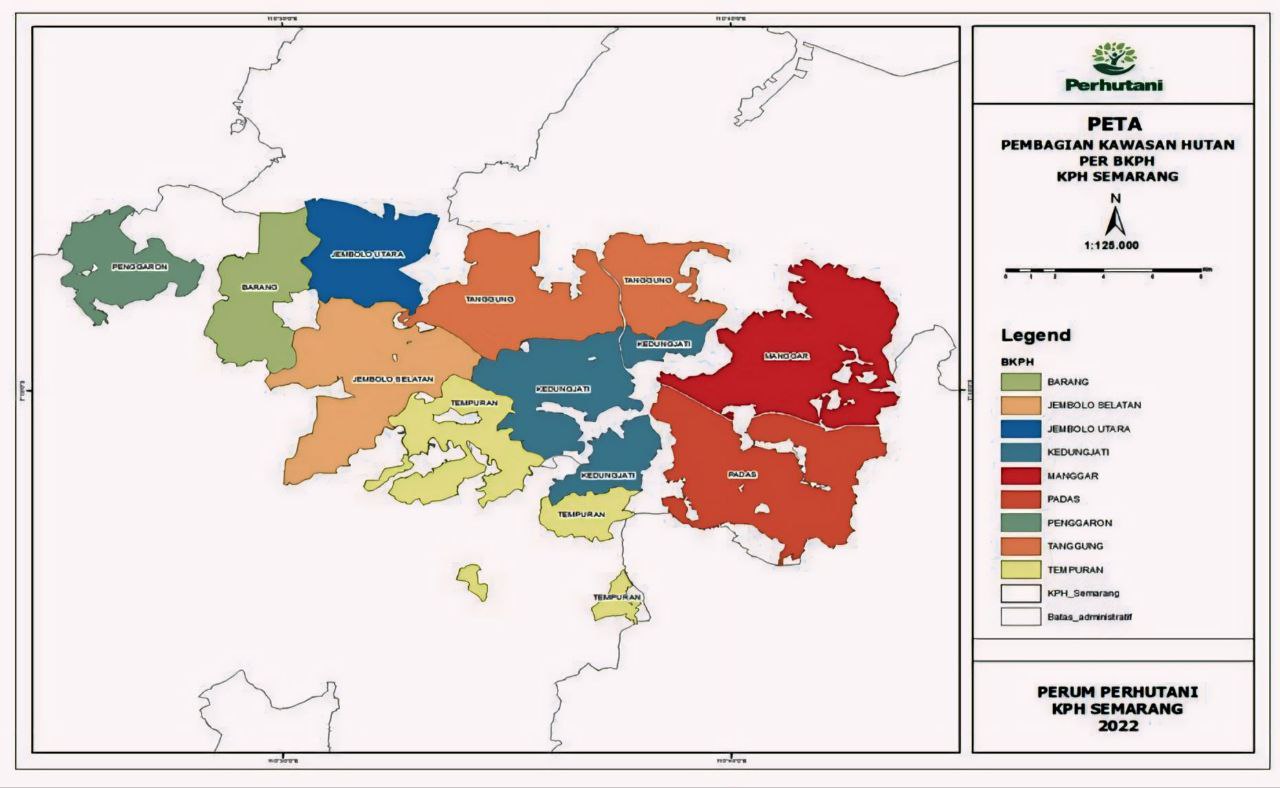 PENGGARON
BARANG
JEMBOLO UTARA
TANGGUNG
TANGGUNG
KEDUNGJATI
MANGGAR
JEMBOLO SELATAN
KEDUNGJATI
TEMPURAN
KEDUNGJATI
PADAS
TEMPURAN
TEMPURAN
Perhutani
PETA
PEMBAGIAN KAWASAN HUTAN
PER BKPH
KPH SEMARANG
N
1:125.000
Legend
BKPH
BARANG
JEMBOLO SELATAN
JEMBOLO UTARA
KEDUNGJATI
MANGGAR
PADAS
PENGGARON
TANGGUNG
TEMPURAN
KPH_Semarang
Batas_administratif
PERUM PERHUTANI
KPH SEMARANG
2022